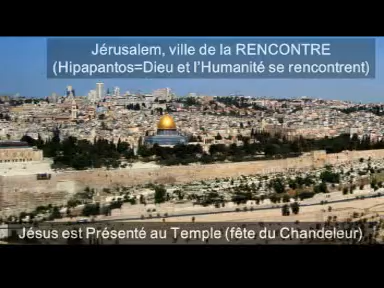 Jérusalem, ville de la RENCONTRE
(Hipapantos=Dieu et l'Humanité se rencontrent)
Jésus est Présenté au Temple (fête du Chandeleur)